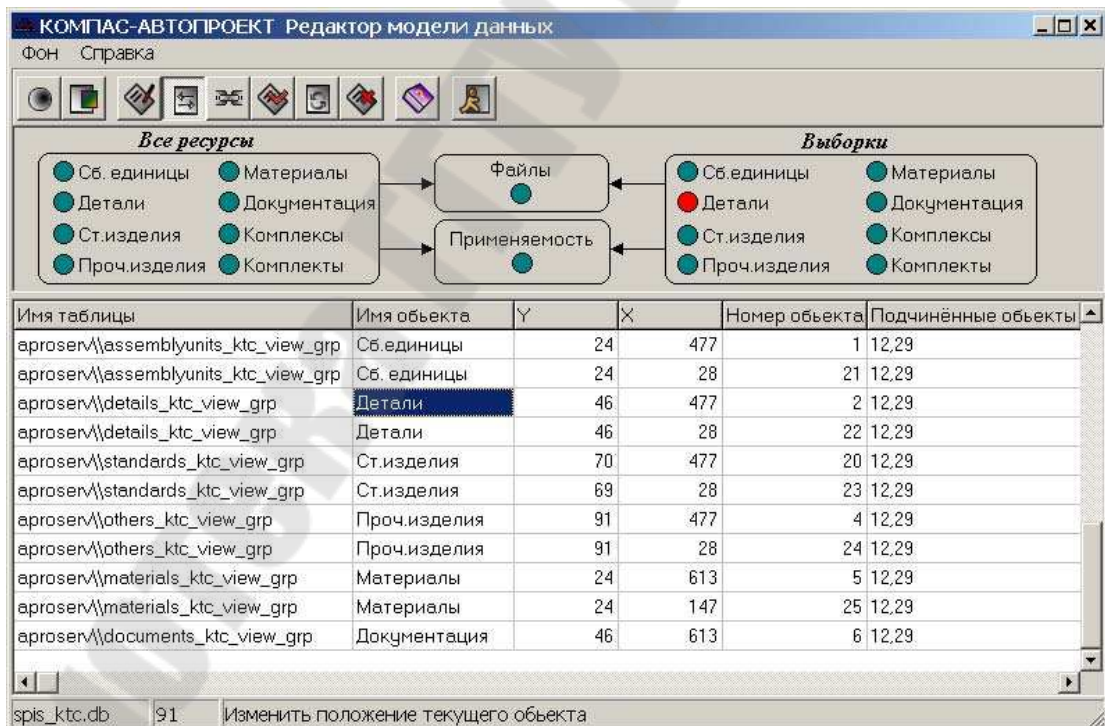 КОМПАС-АВТОПРОЕКТ Редактор модели данных
Фон Справка
Все ресурсы Выборки
Сб. единицы Материалы Файлы Сб.единицы Материалы
Детали Документация Детали Документация
Ст.изделия Комплексы Применяемость Ст.изделия Комплексы
Проч.изделия Комплекты Проч.изделия Комплекты
Имя таблицы Имя обьекта Y X Номер обьекта Подчинённые обьекты
aproserv\\assemblyunits_ktc_view_grp Сб.единицы 24 477 1 12,29
aproserv\\assemblyunits_ktc_view_grp Сб. единицы 24 28 21 12,29
aproserv\\details_ktc_view_grp Детали 46 477 2 12,29
aproserv\\details_ktc_view_grp Детали 46 28 22 12,29
aproserv\\standards_ktc_view_grp Ст.изделия 70 477 20 12,29
aproserv\\standards_ktc_view_grp Ст.изделия 69 28 23 12,29
aproserv\\others_ktc_view_grp Проч.изделия 91 477 4 12,29
aproserv\\others_ktc_view_grp Проч.изделия 91 28 24 12,29
aproserv\\materials_ktc_view_grp Материалы 24 613 5 12,29
aproserv\\materials_ktc_view_grp Материалы 24 147 25 12,29
aproserv\\documents_ktc_view_grp Документация 46 613 6 12,29
spis_ktc.db 91 Изменить положение текущего обьекта